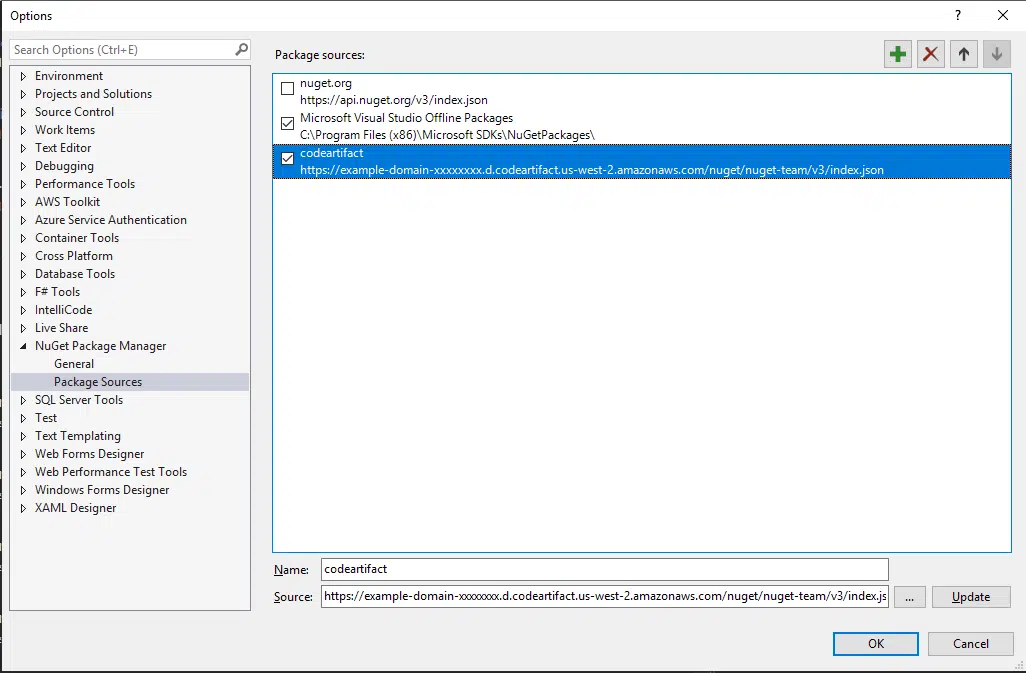 Options
?
Search Options (Ctrl+E)
Environment
Projects and Solutions
Source Control
Work Items
Text Editor
Debugging
Performance Tools
AWS Toolkit
Azure Service Authentication
Container Tools
Cross Platform
Database Tools
F# Tools
IntelliCode
Live Share
NuGet Package Manager
General
Package Sources
SQL Server Tools
Test
Text Templating
Web Forms Designer
Web Performance Test Tools
Windows Forms Designer
XAML Designer
Package sources:
nuget.org
https://api.nuget.org/v3/index.json
Microsoft Visual Studio Offline Packages
C:\Program Files (x86)\Microsoft SDKs\NuGetPackages\
codeartifact
https://example-domain-xxxxxxxx.d.codeartifact.us-west-2.amazonaws.com/nuget/nuget-team/v3/index.json
Name: codeartifact
Source: https://example-domain-xxxxxxxx.d.codeartifact.us-west-2.amazonaws.com/nuget/nuget-team/v3/index.js ... Update
OK Cancel